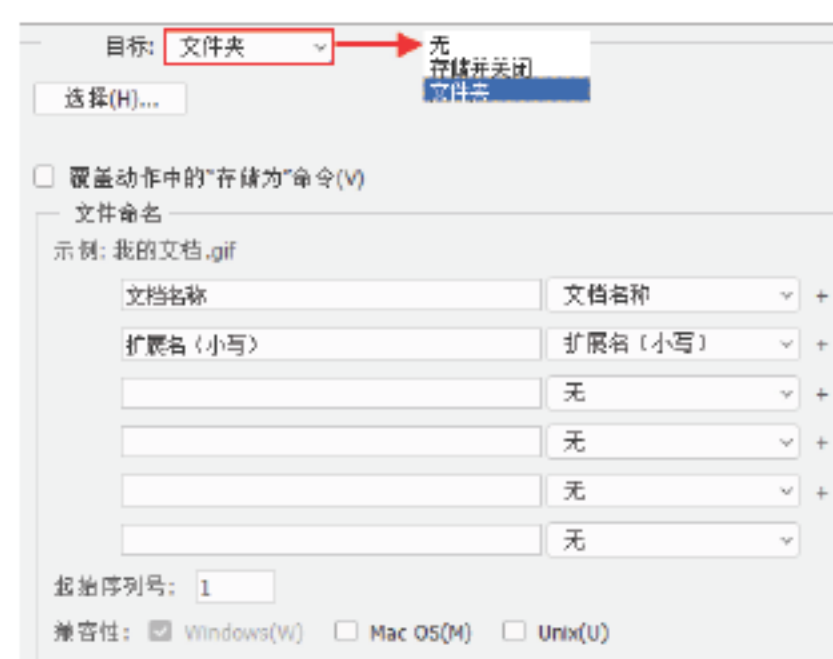 目标: 文件夹
无
存储并关闭
文件夹
选择(H)...
覆盖动作中的"存储为"命令(V)
文件命名
示例: 我的文档.gif
文档名称 文档名称 +
扩展名（小写） 扩展名（小写） +
无 +
无 +
无 +
无
起始序列号: 1
兼容性: Windows(W) Mac OS(M) Unix(U)